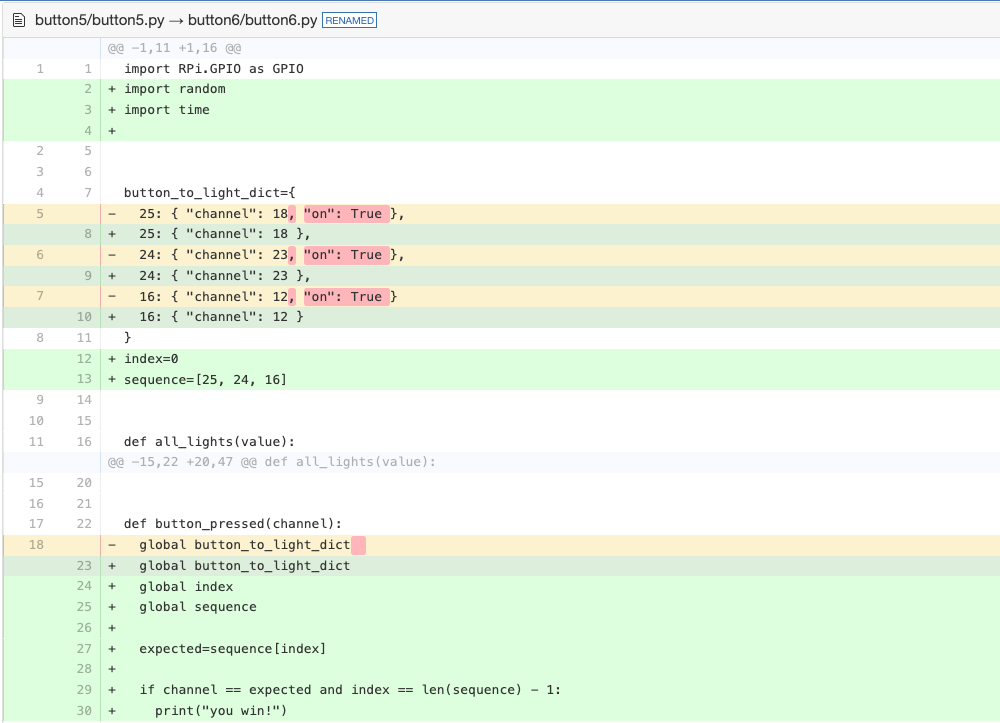 button5/button5.py → button6/button6.py RENAMED
@@ -1,11 +1,16 @@
1 1 import RPi.GPIO as GPIO
2 + import random
3 + import time
4 +
2 5
3 6
4 7 button_to_light_dict={
5 - 25: { "channel": 18, "on": True },
8 + 25: { "channel": 18 },
6 - 24: { "channel": 23, "on": True },
9 + 24: { "channel": 23 },
7 - 16: { "channel": 12, "on": True }
10 + 16: { "channel": 12 }
8 11 }
12 + index=0
13 + sequence=[25, 24, 16]
9 14
10 15
11 16 def all_lights(value):
@@ -15,22 +20,47 @@ def all_lights(value):
15 20
16 21
17 22 def button_pressed(channel):
18 - global button_to_light_dict
23 + global button_to_light_dict
24 + global index
25 + global sequence
26 +
27 + expected=sequence[index]
28 +
29 + if channel == expected and index == len(sequence) - 1:
30 + print("you win!")